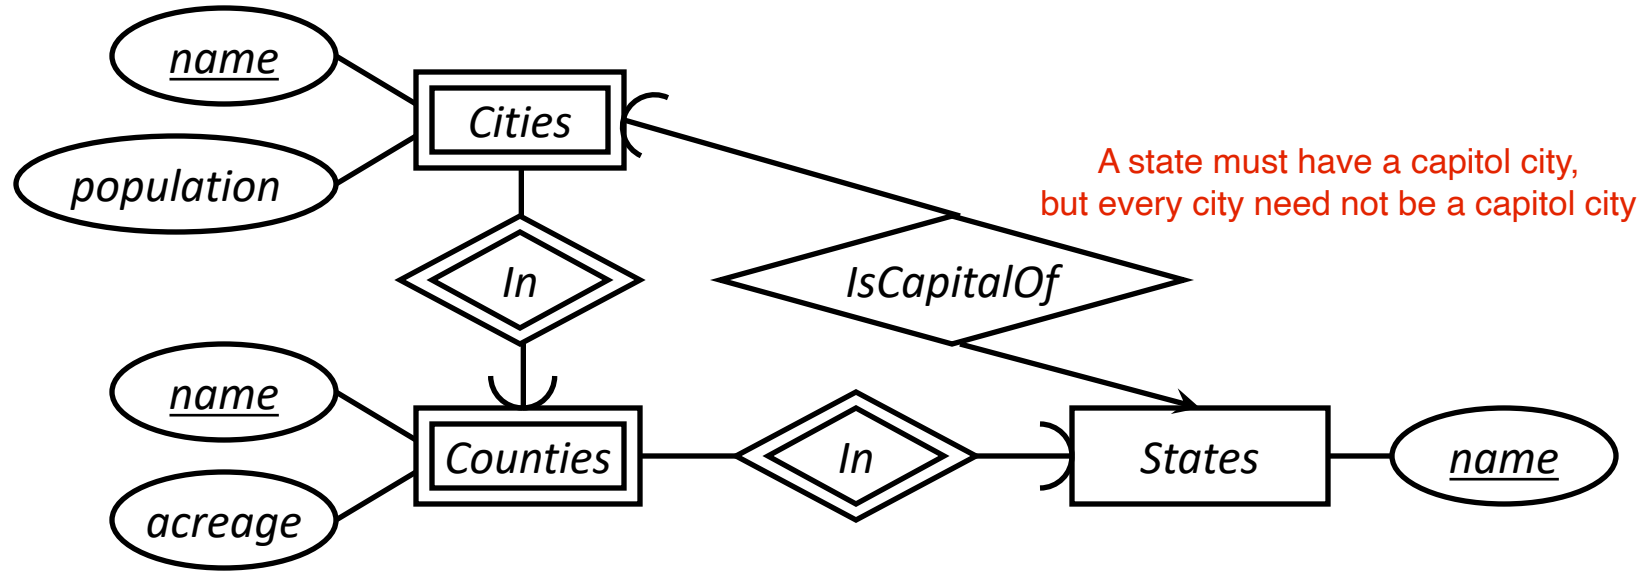 name
Cities
population
A state must have a capitol city,
but every city need not be a capitol city
In
IsCapitalOf
name
Counties
In
States
name
acreage